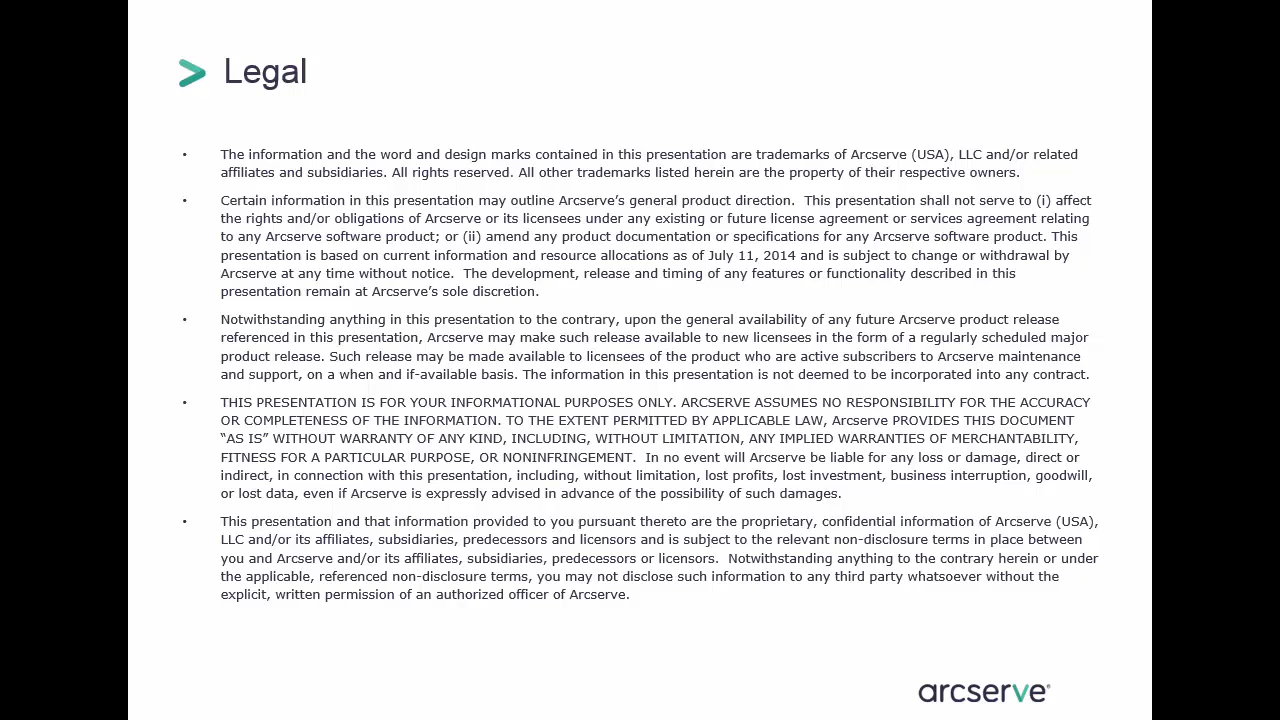 Legal
• The information and the word and design marks contained in this presentation are trademarks of Arcserve (USA), LLC and/or related
affiliates and subsidiaries. All rights reserved. All other trademarks listed herein are the property of their respective owners.
• Certain information in this presentation may outline Arcserve’s general product direction.  This presentation shall not serve to (i) affect
the rights and/or obligations of Arcserve or its licensees under any existing or future license agreement or services agreement relating
to any Arcserve software product; or (ii) amend any product documentation or specifications for any Arcserve software product. This
presentation is based on current information and resource allocations as of July 11, 2014 and is subject to change or withdrawal by
Arcserve at any time without notice.  The development, release and timing of any features or functionality described in this
presentation remain at Arcserve’s sole discretion.
• Notwithstanding anything in this presentation to the contrary, upon the general availability of any future Arcserve product release
referenced in this presentation, Arcserve may make such release available to new licensees in the form of a regularly scheduled major
product release. Such release may be made available to licensees of the product who are active subscribers to Arcserve maintenance
and support, on a when and if-available basis. The information in this presentation is not deemed to be incorporated into any contract.
• THIS PRESENTATION IS FOR YOUR INFORMATIONAL PURPOSES ONLY. ARCSERVE ASSUMES NO RESPONSIBILITY FOR THE ACCURACY
OR COMPLETENESS OF THE INFORMATION. TO THE EXTENT PERMITTED BY APPLICABLE LAW, Arcserve PROVIDES THIS DOCUMENT
“AS IS” WITHOUT WARRANTY OF ANY KIND, INCLUDING, WITHOUT LIMITATION, ANY IMPLIED WARRANTIES OF MERCHANTABILITY,
FITNESS FOR A PARTICULAR PURPOSE, OR NONINFRINGEMENT.  In no event will Arcserve be liable for any loss or damage, direct or
indirect, in connection with this presentation, including, without limitation, lost profits, lost investment, business interruption, goodwill,
or lost data, even if Arcserve is expressly advised in advance of the possibility of such damages.
• This presentation and that information provided to you pursuant thereto are the proprietary, confidential information of Arcserve (USA),
LLC and/or its affiliates, subsidiaries, predecessors and licensors and is subject to the relevant non-disclosure terms in place between
you and Arcserve and/or its affiliates, subsidiaries, predecessors or licensors.  Notwithstanding anything to the contrary herein or under
the applicable, referenced non-disclosure terms, you may not disclose such information to any third party whatsoever without the
explicit, written permission of an authorized officer of Arcserve.
arcserve®